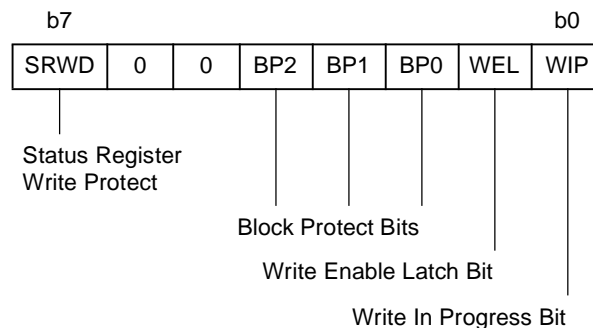 b7 b0
SRWD 0 0 BP2 BP1 BP0 WEL WIP
Status Register
Write Protect
Block Protect Bits
Write Enable Latch Bit
Write In Progress Bit